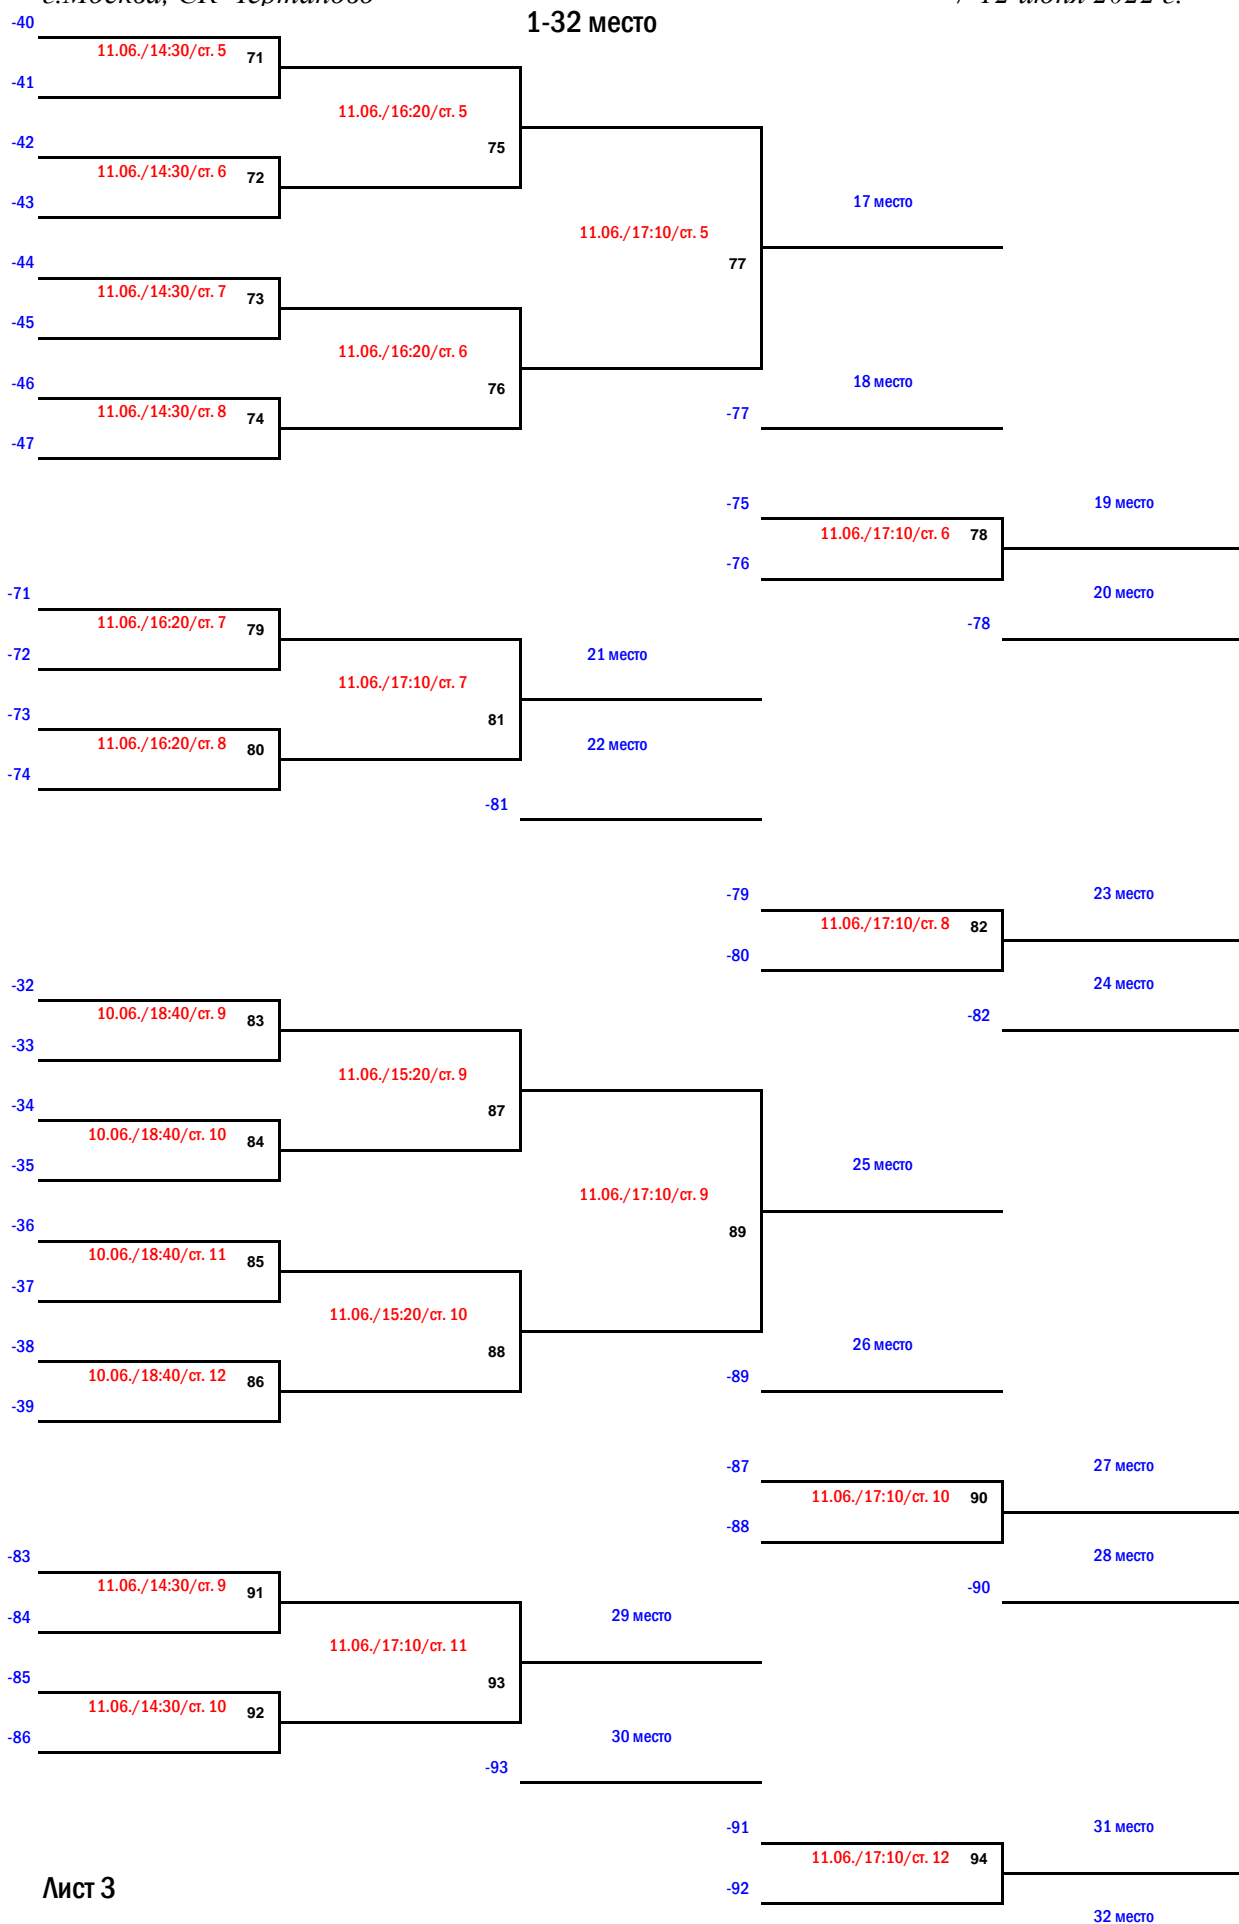 г.Москва, СК "Чертаново"
7-12 июня 2022 г.
1-32 место
-40
11.06./14:30/ст. 5 71
-41
11.06./16:20/ст. 5
75
-42
11.06./14:30/ст. 6 72
-43
17 место
11.06./17:10/ст. 5
77
-44
11.06./14:30/ст. 7 73
-45
11.06./16:20/ст. 6
76
-46
11.06./14:30/ст. 8 74
-47
18 место
-77
-75
11.06./17:10/ст. 6 78
-76
19 место
20 место
-78
-71
11.06./16:20/ст. 7 79
-72
21 место
11.06./17:10/ст. 7
81
-73
11.06./16:20/ст. 8 80
-74
22 место
-81
-79
11.06./17:10/ст. 8 82
-80
23 место
24 место
-82
-32
10.06./18:40/ст. 9 83
-33
11.06./15:20/ст. 9
87
-34
10.06./18:40/ст. 10 84
-35
25 место
11.06./17:10/ст. 9
89
-36
10.06./18:40/ст. 11 85
-37
11.06./15:20/ст. 10
88
-38
10.06./18:40/ст. 12 86
-39
26 место
-89
-87
11.06./17:10/ст. 10 90
-88
27 место
28 место
-90
-83
11.06./14:30/ст. 9 91
-84
29 место
11.06./17:10/ст. 11
93
-85
11.06./14:30/ст. 10 92
-86
30 место
-93
-91
11.06./17:10/ст. 12 94
-92
31 место
32 место
Лист 3